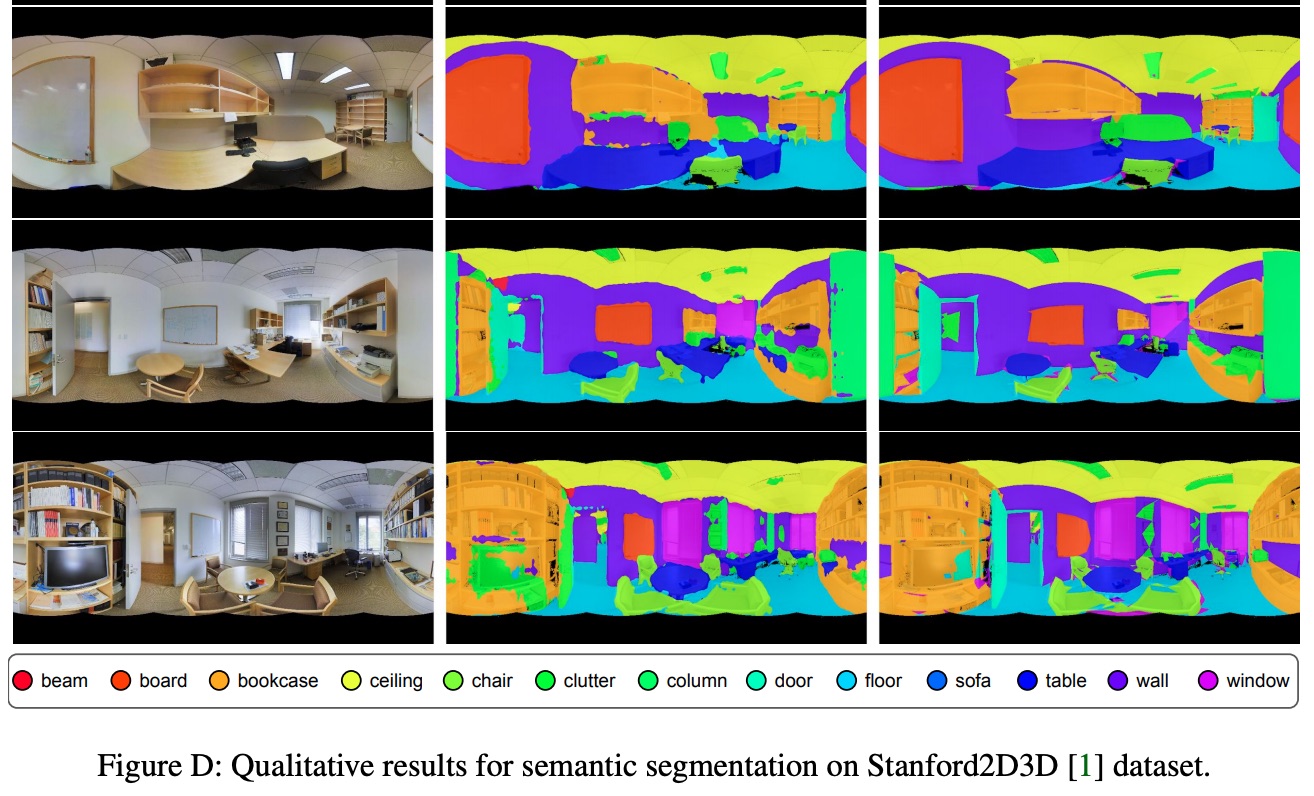 beam board bookcase ceiling chair clutter column door floor sofa table wall window
Figure D: Qualitative results for semantic segmentation on Stanford2D3D [1] dataset.